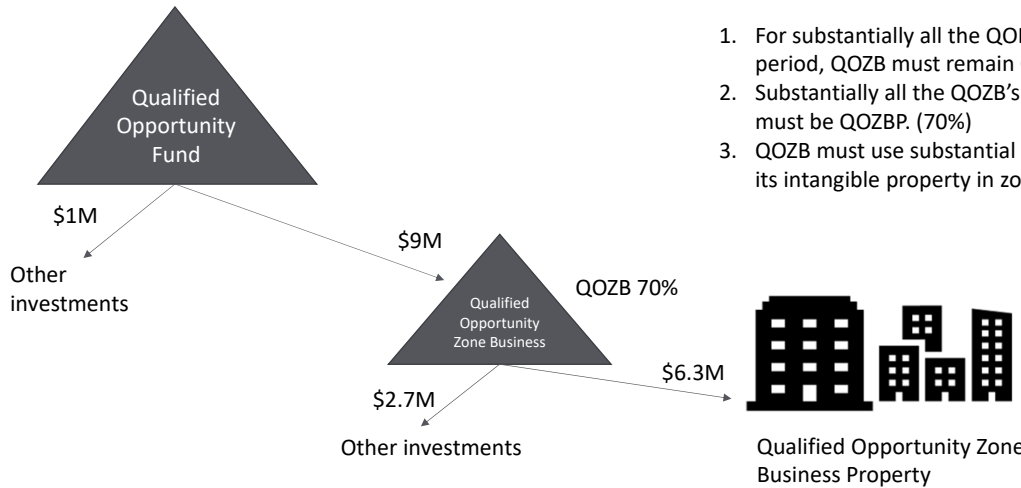 Qualified
Opportunity
Fund
$1M
Other
investments
$9M
Qualified
Opportunity
Zone Business
QOZB 70%
$2.7M
Other investments
$6.3M
1. For substantially all the
period, QOZB must remain
2. Substantially all the QOZB's
must be QOZBP. (70%)
3. QOZB must use substantial
its intangible property in
Qualified Opportunity Zone
Business Property